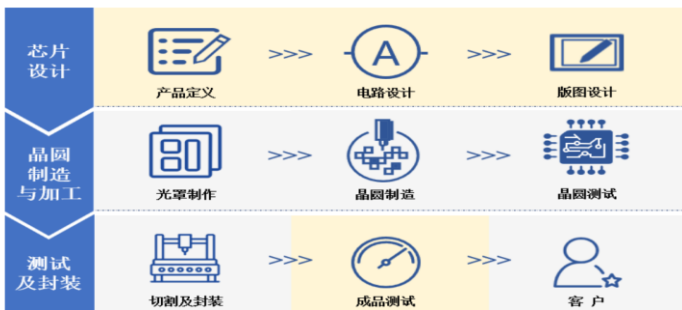 芯片
设计
产品定义
>>>
电路设计
>>>
版图设计
晶圆
制造
与加工
光罩制作
>>>
晶圆制造
>>>
晶圆测试
测试
及封装
切割及封装
>>>
成品测试
>>>
客户
A